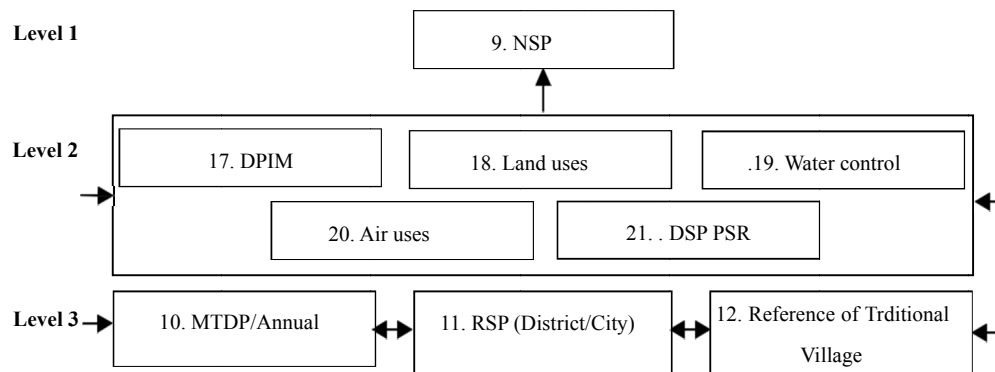 Level 1
9. NSP
Level 2
17. DPIM
18. Land uses
.19. Water control
20. Air uses
21. . DSP PSR
Level 3
10. MTDP/Annual
11. RSP (District/City)
12. Reference of Trditional
Village